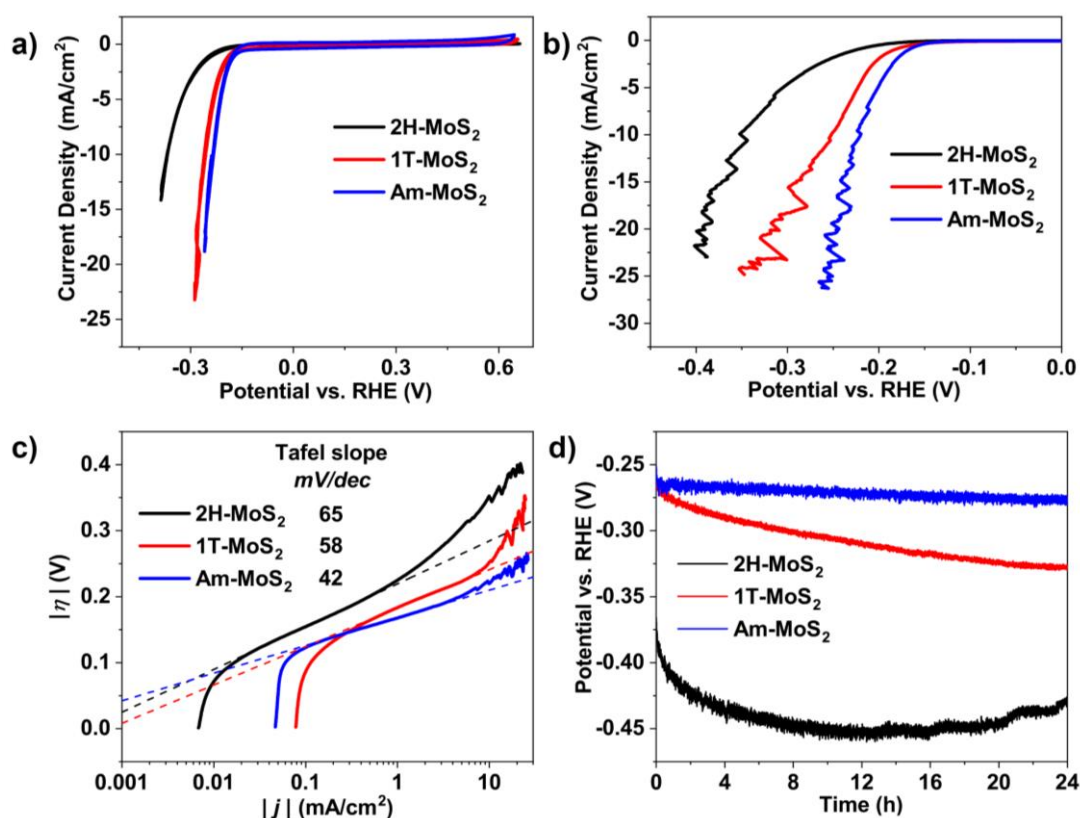 a)
0
-5
-10
-15
-20
-25
Current Density (mA/cm²)
2H-MoS₂
1T-MoS₂
Am-MoS₂
-0.3 0.0 0.3 0.6
Potential vs. RHE (V)
b)
0
-5
-10
-15
-20
-25
-30
Current Density (mA/cm²)
2H-MoS₂
1T-MoS₂
Am-MoS₂
-0.4 -0.3 -0.2 -0.1 0.0
Potential vs. RHE (V)
c)
0.4
0.3
0.2
0.1
0.0
|η| (V)
Tafel slope
mV/dec
2H-MoS₂ 65
1T-MoS₂ 58
Am-MoS₂ 42
0.001 0.01 0.1 1 10
| j | (mA/cm²)
d)
-0.25
-0.30
-0.35
-0.40
-0.45
Potential vs. RHE (V)
2H-MoS₂
1T-MoS₂
Am-MoS₂
0 4 8 12 16 20 24
Time (h)